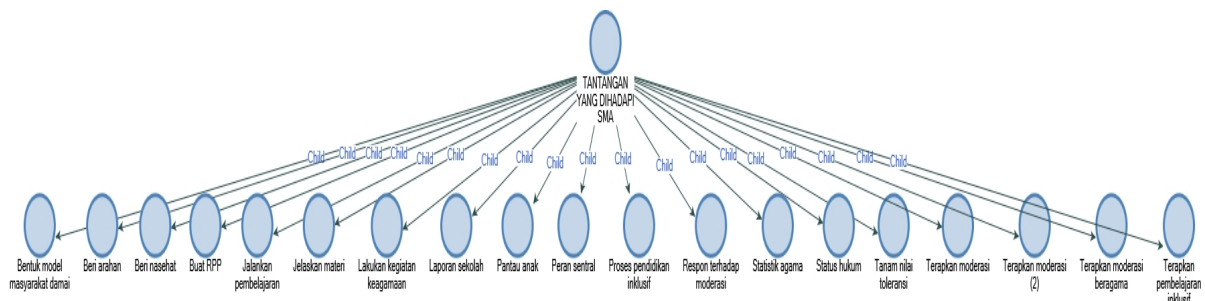 TANTANGAN
YANG DIHADAPI
SMA
Child Child Child Child Child Child Child Child Child Child Child Child Child Child Child Child Child Child
Bentuk model
masyarakat damai
Beri arahan
Beri nasehat
Buat RPP
Jalankan
pembelajaran
Jelaskan materi
Lakukan kegiatan
keagamaan
Laporan sekolah
Pantau anak
Peran sentral
Proses pendidikan
inklusif
Respon terhadap
moderasi
Statistik agama
Status hukum
Tanam nilai
toleransi
Terapkan moderasi
Terapkan moderasi
(2)
Terapkan moderasi
beragama
Terapkan
pembelajaran
inklusif